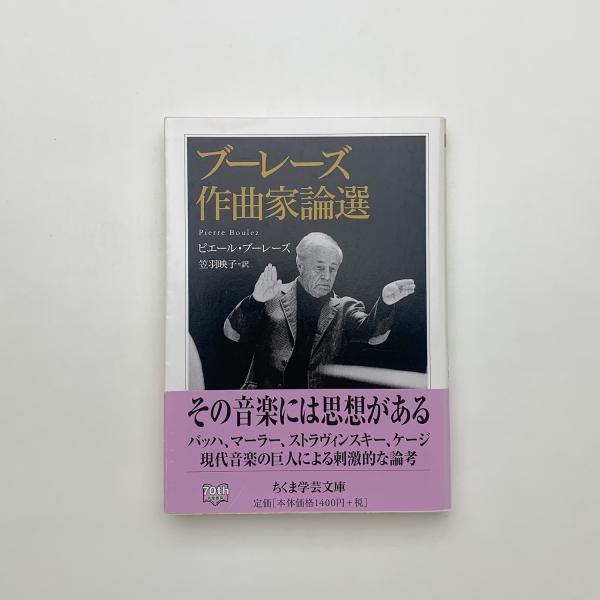 ブーレーズ
作曲家論選
Pierre Boulez
ピエール・ブーレーズ
笠羽映子・訳
その音楽には思想がある
バッハ、マーラー、ストラヴィンスキー、ケージ
現代音楽の巨人による刺激的な論考
ちくま学芸文庫
定価[本体価格1400円+税]
70th